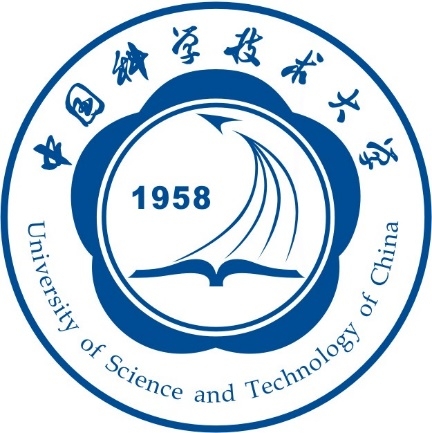 中国科学技术大学
1958
University of Science and Technology of China